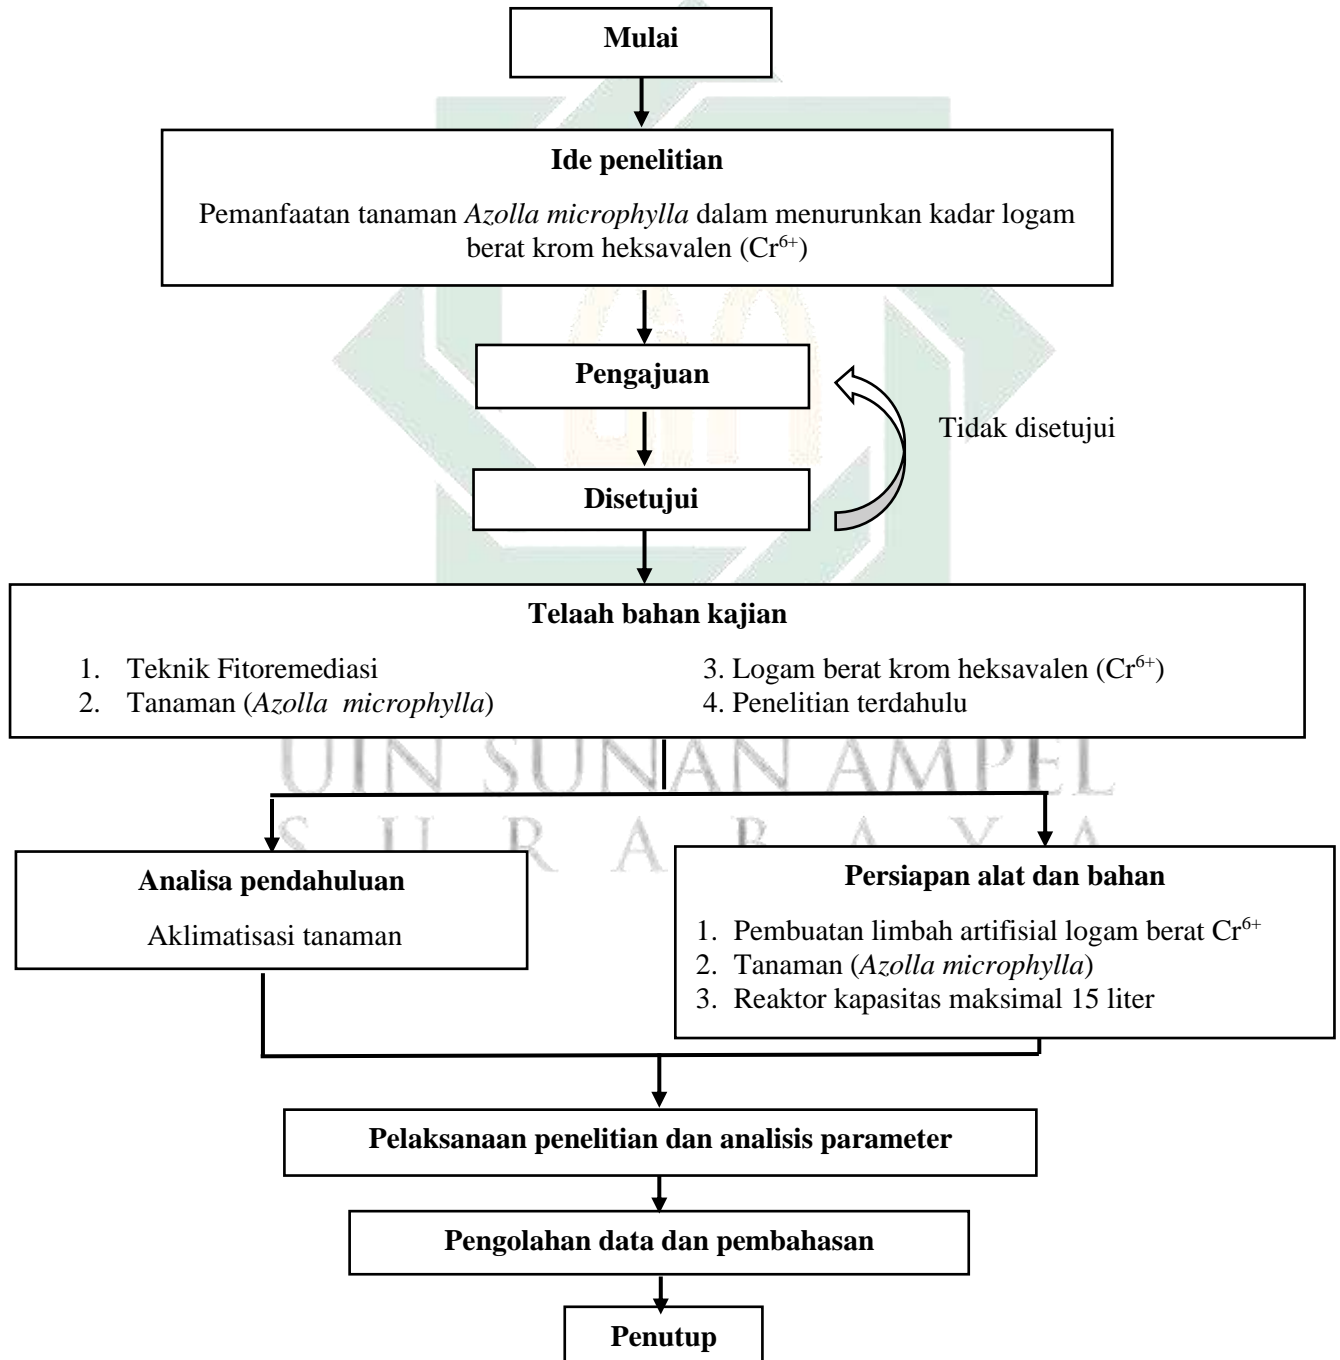 Mulai
Ide penelitian
Pemanfaatan tanaman Azolla microphylla dalam menurunkan kadar logam
berat krom heksavalen (Cr⁶⁺)
Pengajuan
Tidak disetujui
Disetujui
Telaah bahan kajian
1. Teknik Fitoremediasi
2. Tanaman (Azolla microphylla)
3. Logam berat krom heksavalen (Cr⁶⁺)
4. Penelitian terdahulu
UIN SUNAN AMPEL
SURABAYA
Analisa pendahuluan
Aklimatisasi tanaman
Persiapan alat dan bahan
1. Pembuatan limbah artifisial logam berat Cr⁶⁺
2. Tanaman (Azolla microphylla)
3. Reaktor kapasitas maksimal 15 liter
Pelaksanaan penelitian dan analisis parameter
Pengolahan data dan pembahasan
Penutup